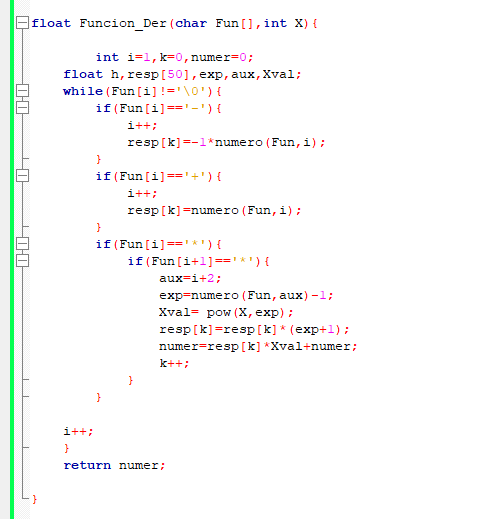 float Funcion_Der(char Fun[],int X){
int i=1,k=0,numer=0;
float h,resp[50],exp,aux,Xval;
while(Fun[i]!='\0'){
if(Fun[i]=='-'){
i++;
resp[k]=-1*numero(Fun,i);
}
if(Fun[i]=='+'){
i++;
resp[k]=numero(Fun,i);
}
if(Fun[i]=='*'){
if(Fun[i+1]=='*'){
aux=i+2;
exp=numero(Fun,aux)-1;
Xval= pow(X,exp);
resp[k]=resp[k]*(exp+1);
numer=resp[k]*Xval+numer;
k++;
}
}
i++;
}
return numer;
}